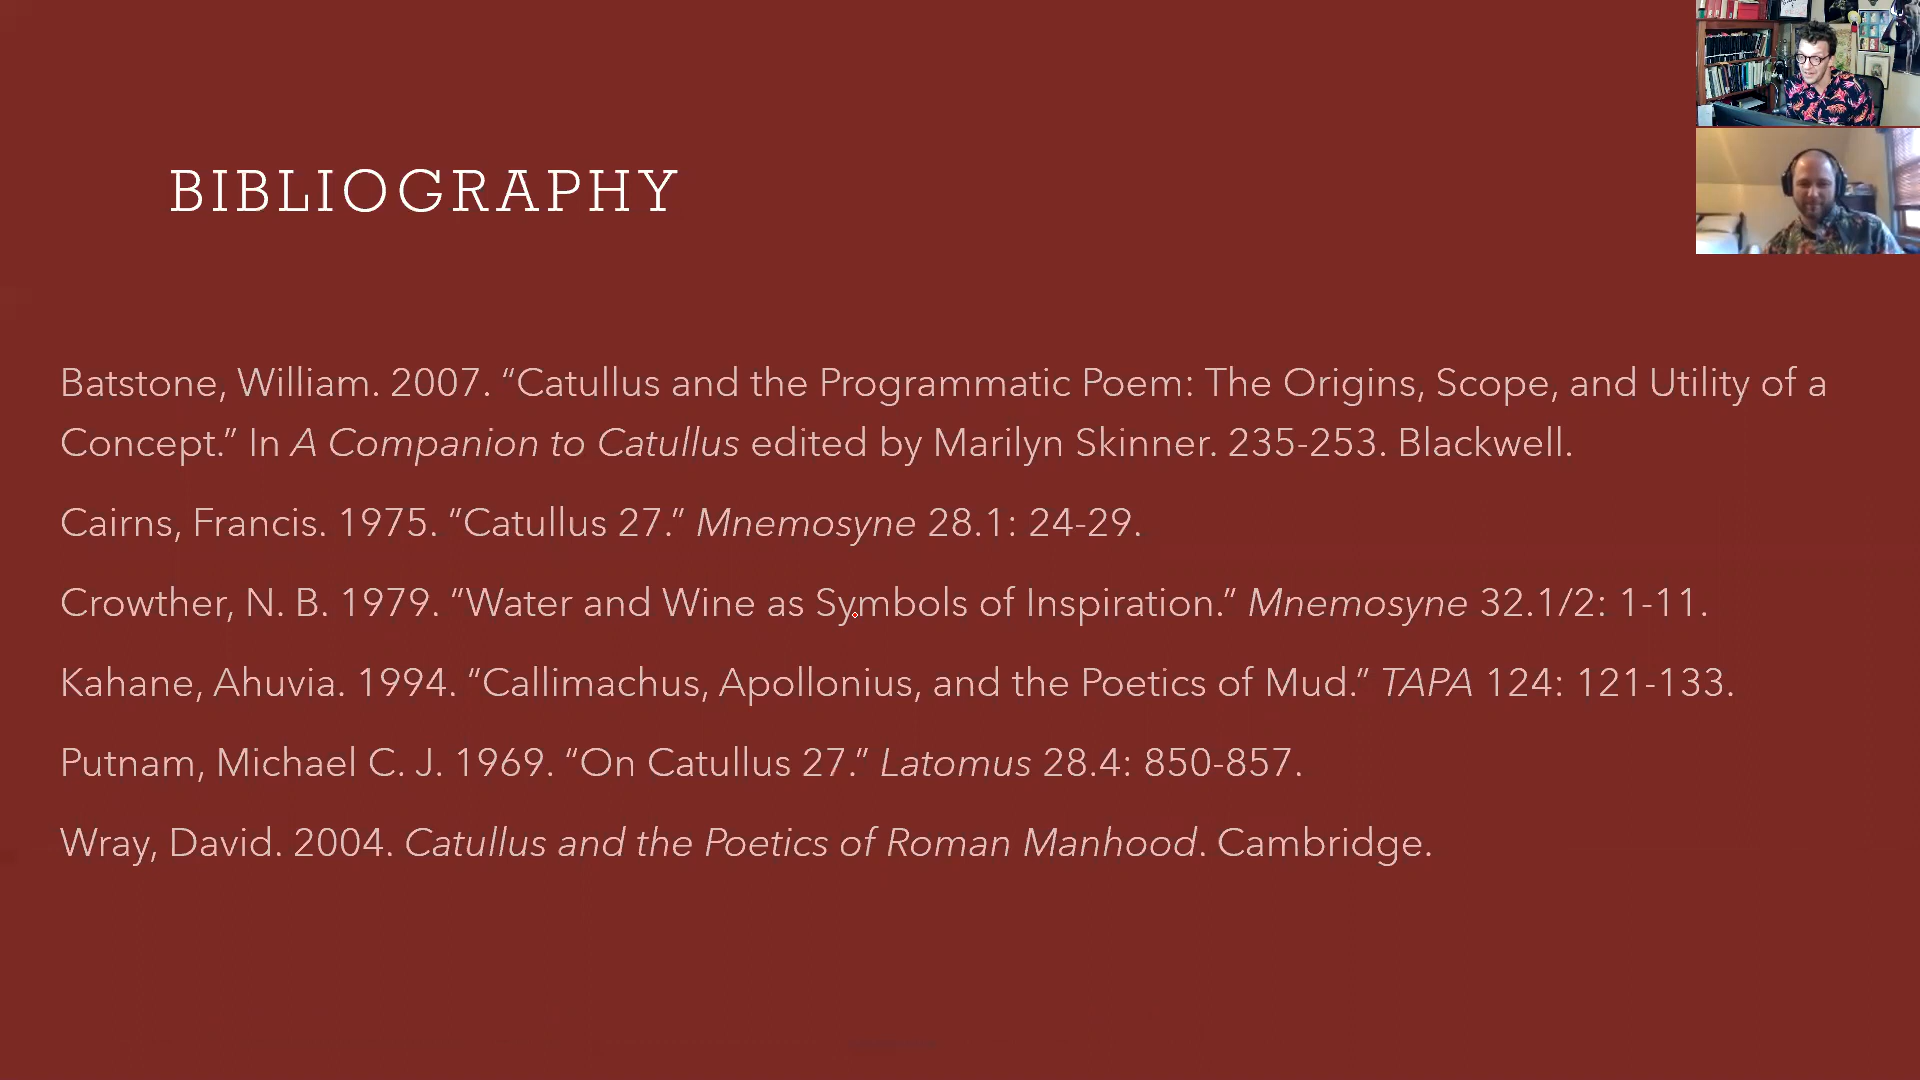 BIBLIOGRAPHY
Batstone, William. 2007. “Catullus and the Programmatic Poem: The Origins, Scope, and Utility of a
Concept.” In A Companion to Catullus edited by Marilyn Skinner. 235-253. Blackwell.
Cairns, Francis. 1975. “Catullus 27.” Mnemosyne 28.1: 24-29.
Crowther, N. B. 1979. “Water and Wine as Symbols of Inspiration.” Mnemosyne 32.1/2: 1-11.
Kahane, Ahuvia. 1994. “Callimachus, Apollonius, and the Poetics of Mud.” TAPA 124: 121-133.
Putnam, Michael C. J. 1969. “On Catullus 27.” Latomus 28.4: 850-857.
Wray, David. 2004. Catullus and the Poetics of Roman Manhood. Cambridge.